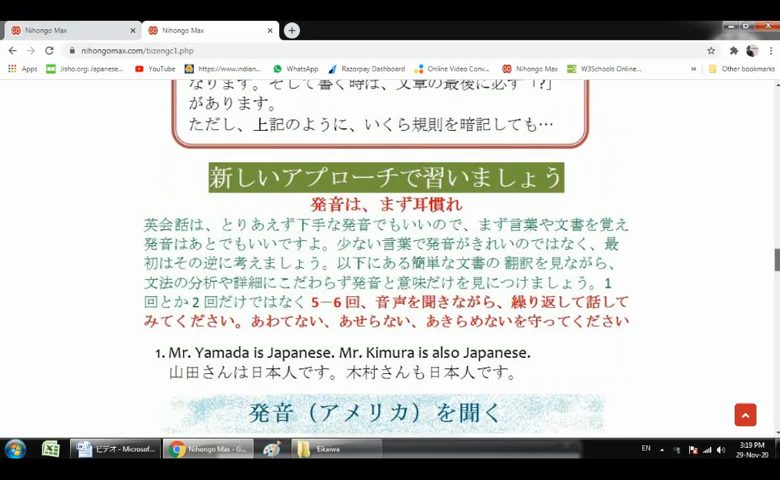 Nihongo Max
Nihongo Max
nihongomax.com/bizengc1.php
Apps
Jisho.org: Japanese...
YouTube
https://www.indian...
WhatsApp
Razorpay Dashboard
Online Video Conv...
Nihongo Max
W3Schools Online...
»
Other bookmarks
なります。そして書く時は、文章の最後に必ず「?」
があります。
ただし、上記のように、いくら規則を暗記しても…
新しいアプローチで習いましょう
発音は、まず耳慣れ
英会話は、とりあえず下手な発音でもいいので、まず言葉や文書を覚え
発音はあとでもいいですよ。少ない言葉で発音がきれいのではなく、最
初はその逆に考えましょう。以下にある簡単な文書の 翻訳を見ながら、
文法の分析や詳細にこだわらず発音と意味だけを見につけましょう。1
回とか2回だけではなく 5－6 回、音声を聞きながら、繰り返して話して
みてください。あわてない、あせらない、あきらめないを守ってください
1. Mr. Yamada is Japanese. Mr. Kimura is also Japanese.
山田さんは日本人です。木村さんも日本人です。
発音（アメリカ）を聞く
ビデオ - Microsof...
Nihongo Max - G...
Eikaiwa
EN
3:19 PM
29-Nov-20